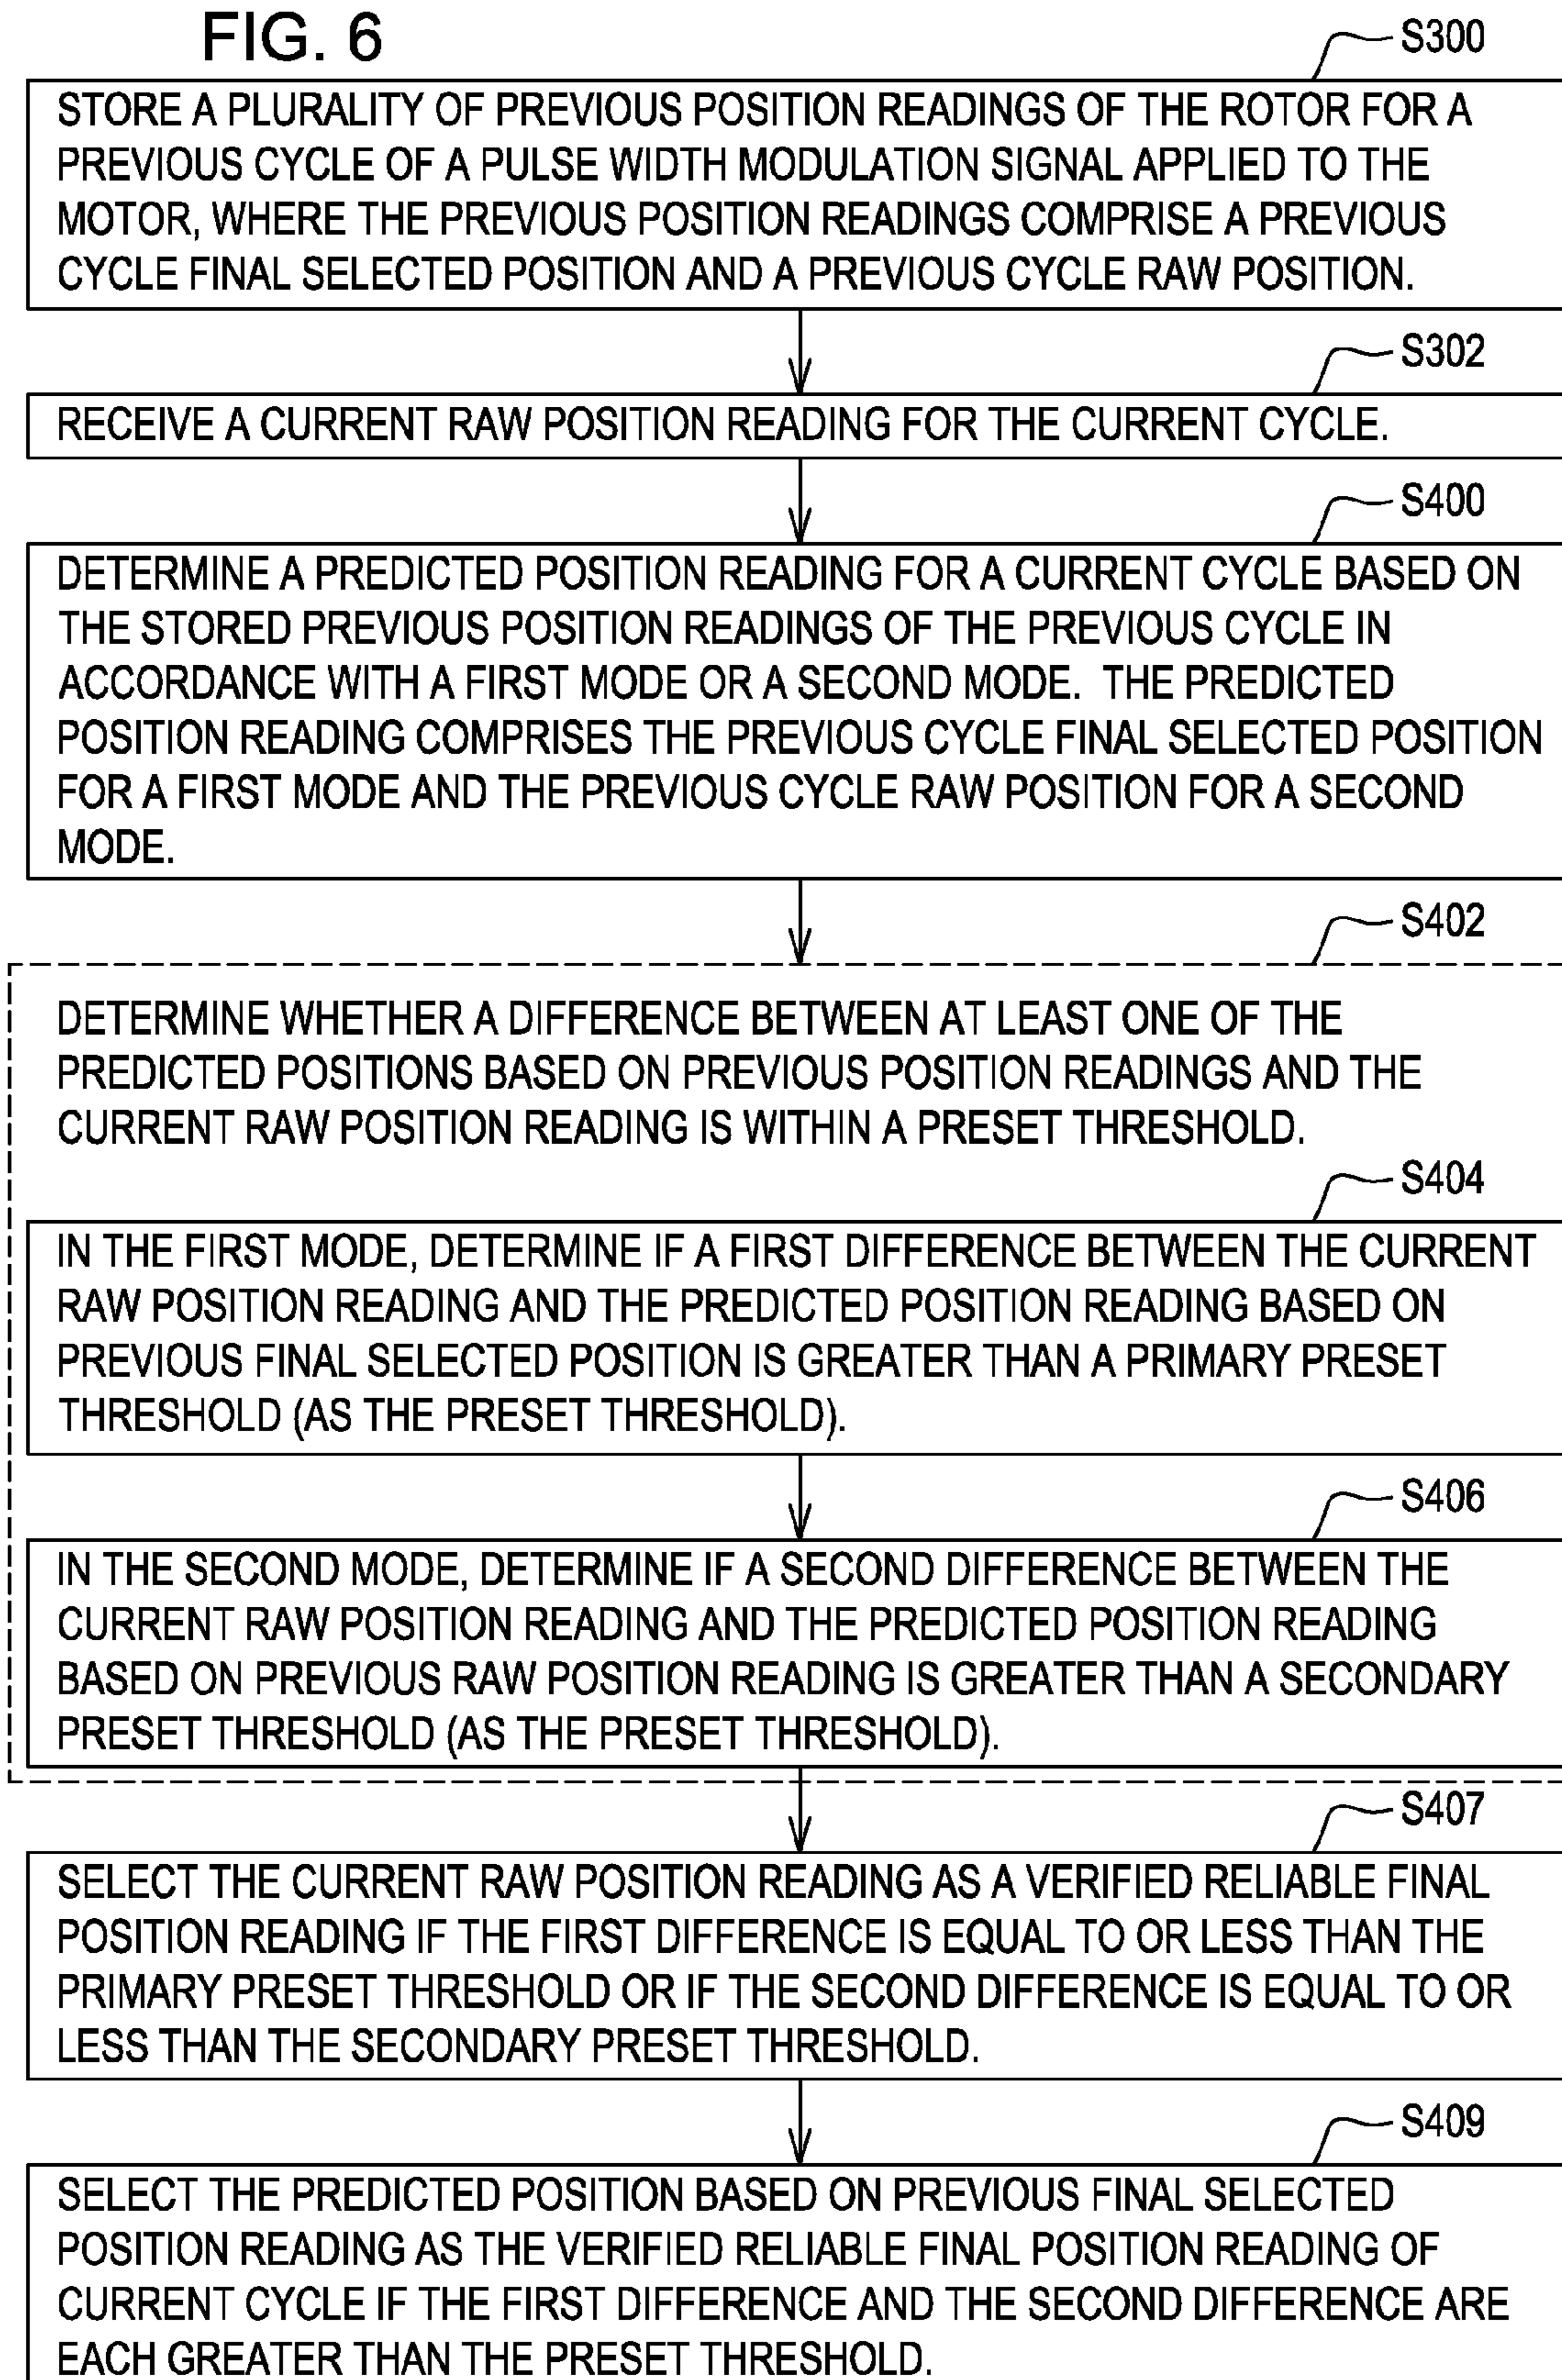 FIG. 6
S300
STORE A PLURALITY OF PREVIOUS POSITION READINGS OF THE ROTOR FOR A
PREVIOUS CYCLE OF A PULSE WIDTH MODULATION SIGNAL APPLIED TO THE
MOTOR, WHERE THE PREVIOUS POSITION READINGS COMPRISE A PREVIOUS
CYCLE FINAL SELECTED POSITION AND A PREVIOUS CYCLE RAW POSITION.
S302
RECEIVE A CURRENT RAW POSITION READING FOR THE CURRENT CYCLE.
S400
DETERMINE A PREDICTED POSITION READING FOR A CURRENT CYCLE BASED ON
THE STORED PREVIOUS POSITION READINGS OF THE PREVIOUS CYCLE IN
ACCORDANCE WITH A FIRST MODE OR A SECOND MODE. THE PREDICTED
POSITION READING COMPRISES THE PREVIOUS CYCLE FINAL SELECTED POSITION
FOR A FIRST MODE AND THE PREVIOUS CYCLE RAW POSITION FOR A SECOND
MODE.
S402
DETERMINE WHETHER A DIFFERENCE BETWEEN AT LEAST ONE OF THE
PREDICTED POSITIONS BASED ON PREVIOUS POSITION READINGS AND THE
CURRENT RAW POSITION READING IS WITHIN A PRESET THRESHOLD.
S404
IN THE FIRST MODE, DETERMINE IF A FIRST DIFFERENCE BETWEEN THE CURRENT
RAW POSITION READING AND THE PREDICTED POSITION READING BASED ON
PREVIOUS FINAL SELECTED POSITION IS GREATER THAN A PRIMARY PRESET
THRESHOLD (AS THE PRESET THRESHOLD).
S406
IN THE SECOND MODE, DETERMINE IF A SECOND DIFFERENCE BETWEEN THE
CURRENT RAW POSITION READING AND THE PREDICTED POSITION READING
BASED ON PREVIOUS RAW POSITION READING IS GREATER THAN A SECONDARY
PRESET THRESHOLD (AS THE PRESET THRESHOLD).
S407
SELECT THE CURRENT RAW POSITION READING AS A VERIFIED RELIABLE FINAL
POSITION READING IF THE FIRST DIFFERENCE IS EQUAL TO OR LESS THAN THE
PRIMARY PRESET THRESHOLD OR IF THE SECOND DIFFERENCE IS EQUAL TO OR
LESS THAN THE SECONDARY PRESET THRESHOLD.
S409
SELECT THE PREDICTED POSITION BASED ON PREVIOUS FINAL SELECTED
POSITION READING AS THE VERIFIED RELIABLE FINAL POSITION READING OF
CURRENT CYCLE IF THE FIRST DIFFERENCE AND THE SECOND DIFFERENCE ARE
EACH GREATER THAN THE PRESET THRESHOLD.